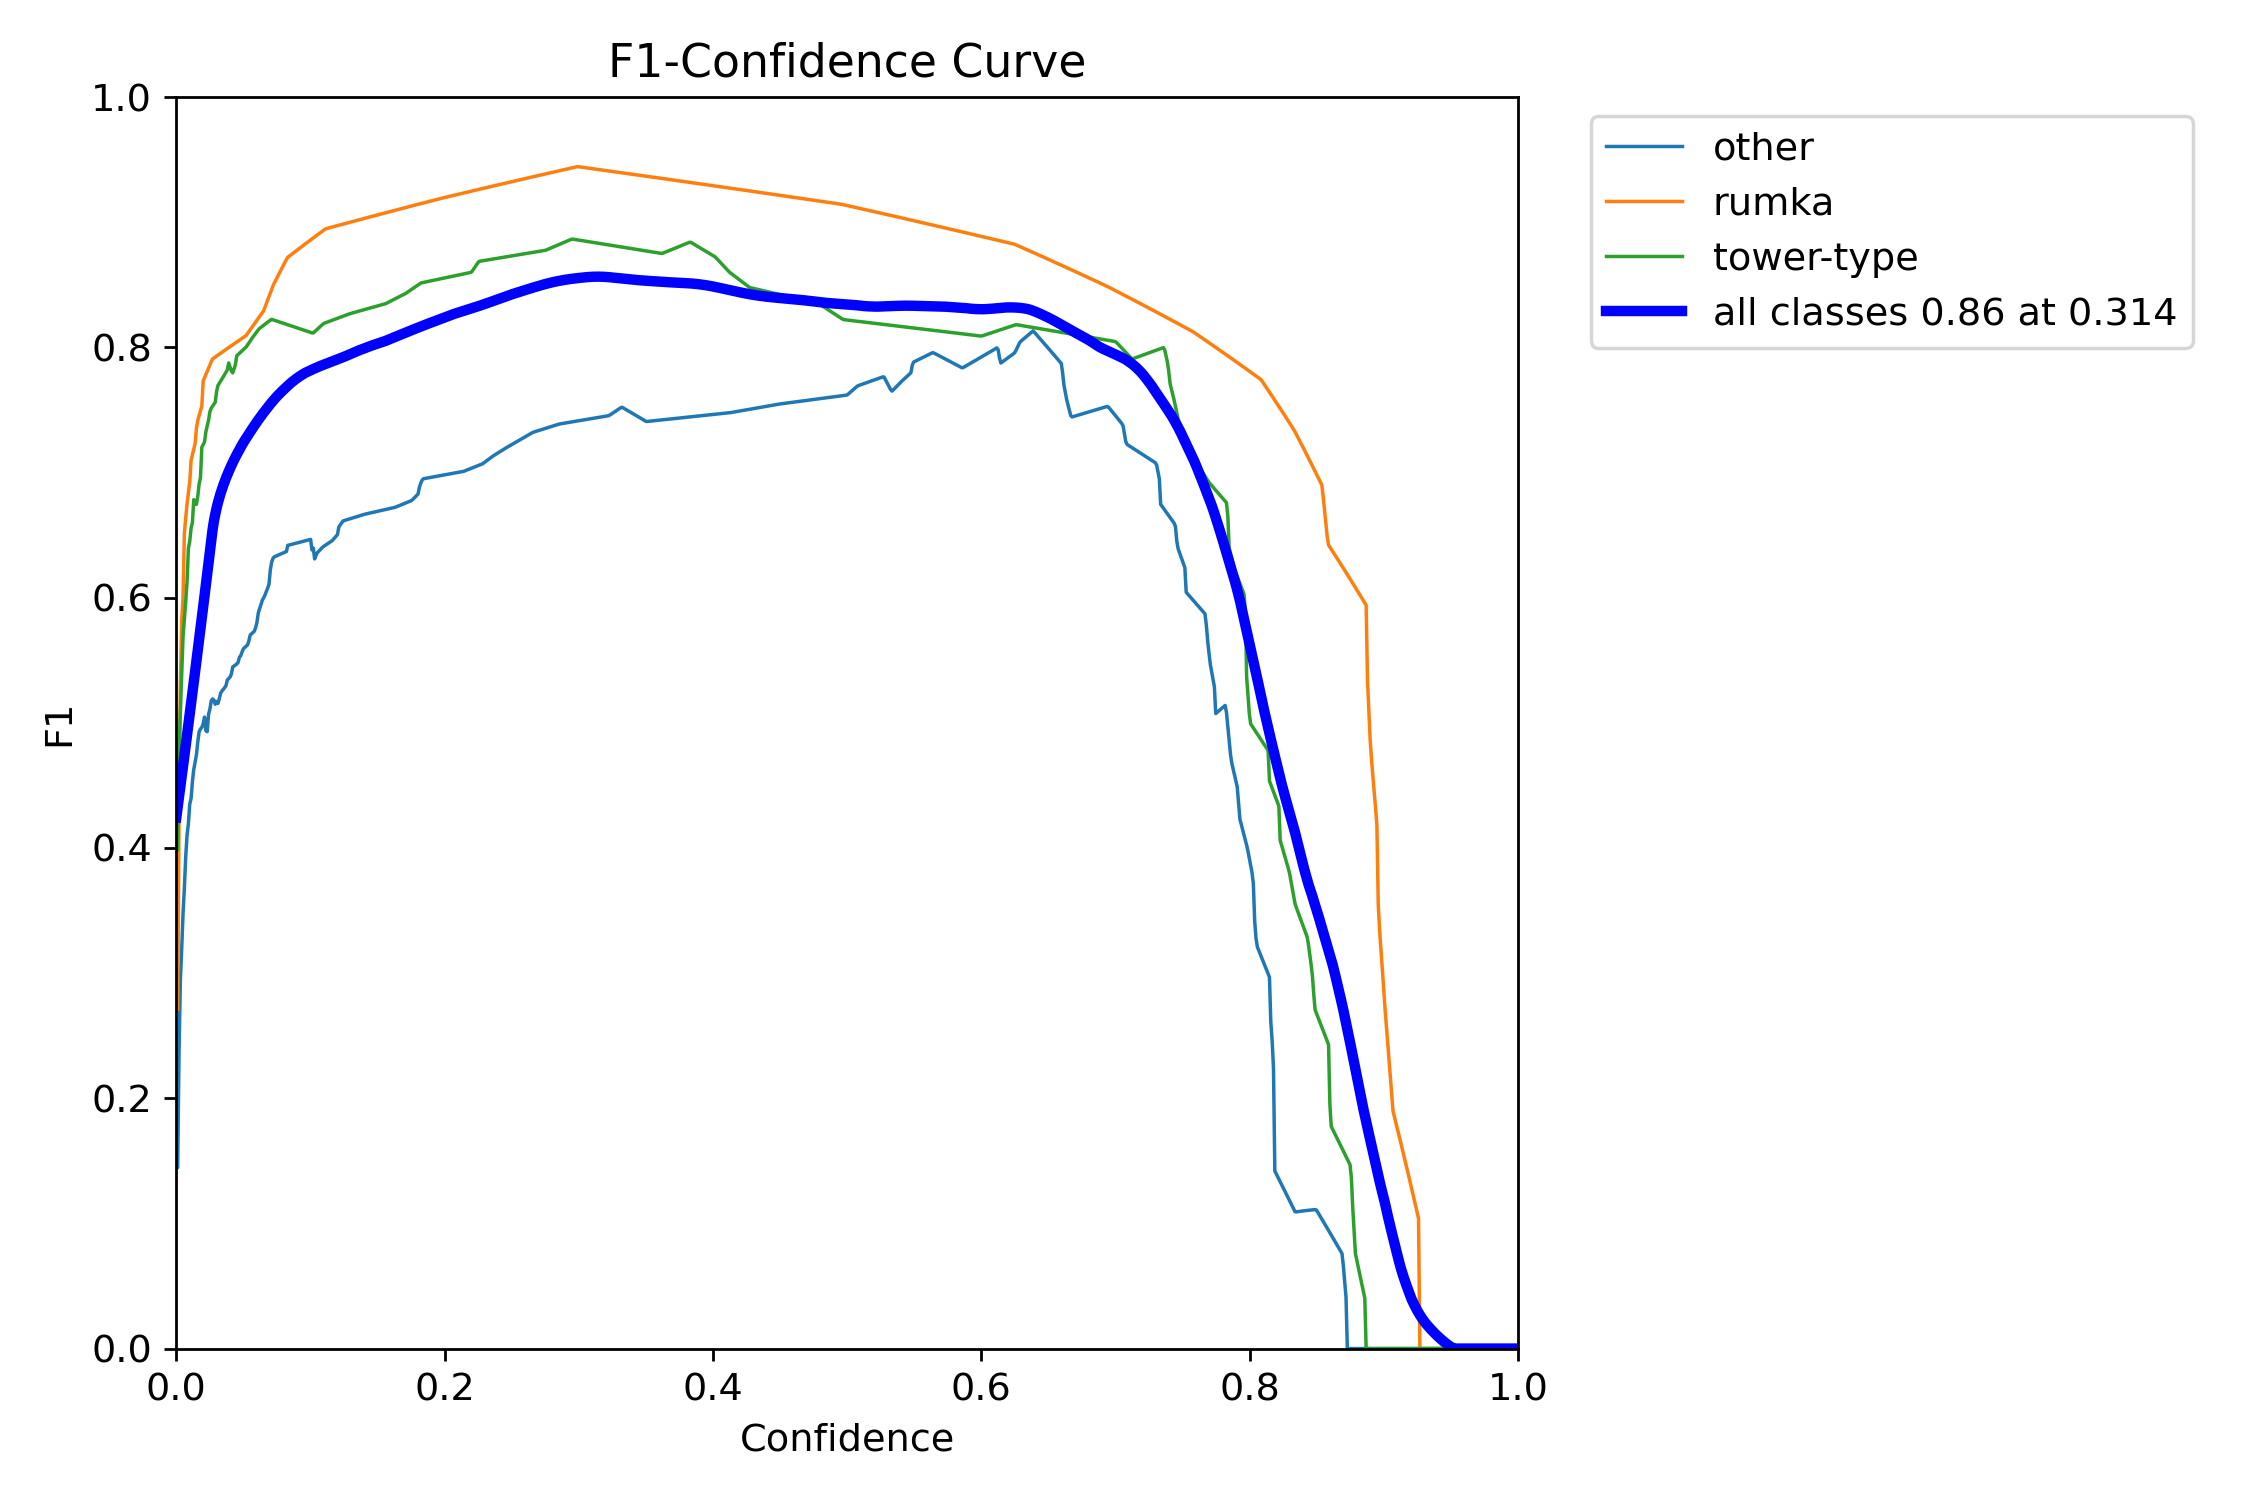 F1-Confidence Curve
1.0
0.8
0.6
0.4
0.2
0.0
F1
0.0 0.2 0.4 0.6 0.8 1.0
Confidence
other
rumka
tower-type
all classes 0.86 at 0.314